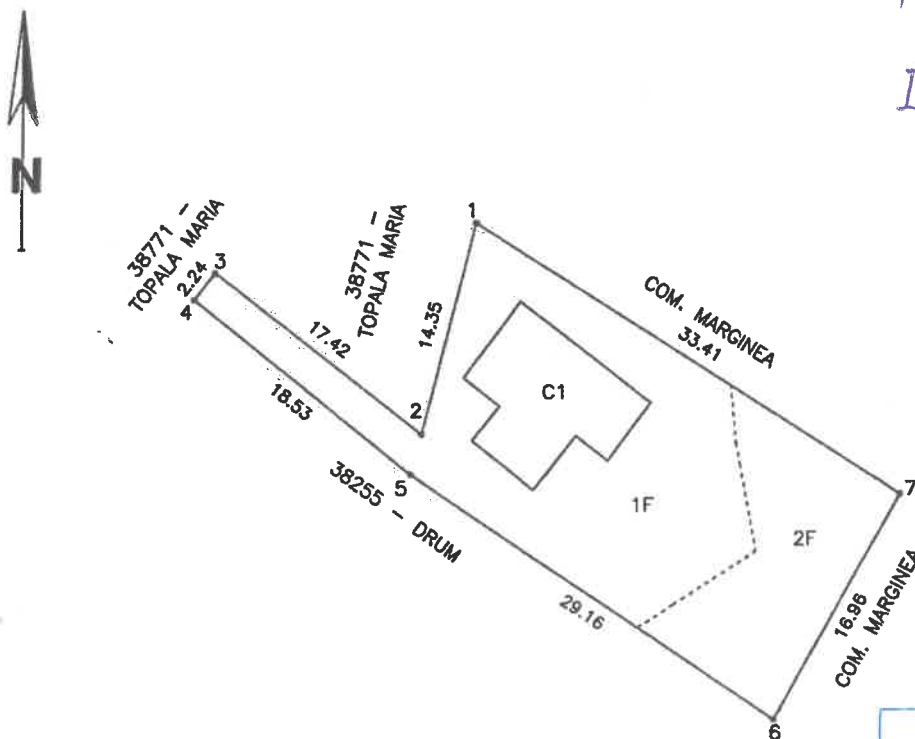 N
1
38771 -
TOPALA MARIA
2.24
3
4
38771 -
TOPALA MARIA
17.42
14.35
COM. MARGINEA
33.41
C1
2
18.53
5
38255 - DRUM
1F
2F
7
29.16
16.96
COM. MARGINEA
6